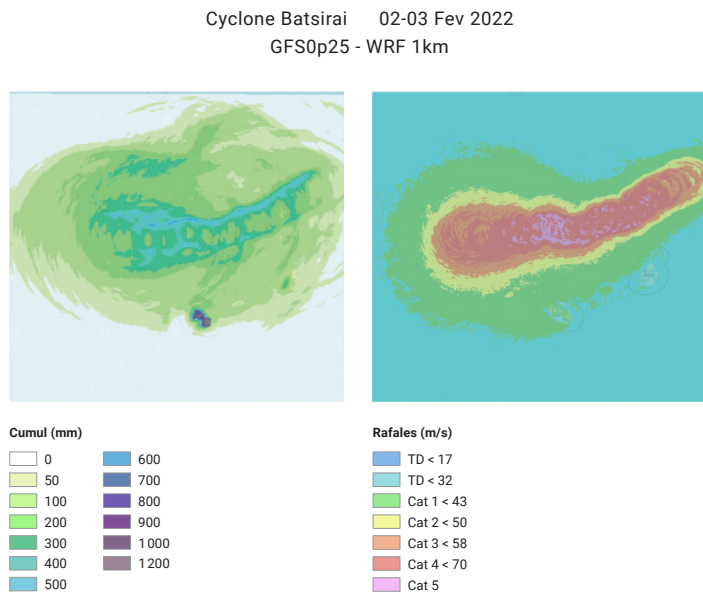 Cyclone Batsirai 02-03 Fev 2022
GFS0p25 - WRF 1km
Cumul (mm)
0
50
100
200
300
400
500
600
700
800
900
1 000
1 200
Rafales (m/s)
TD < 17
TD < 32
Cat 1 < 43
Cat 2 < 50
Cat 3 < 58
Cat 4 < 70
Cat 5